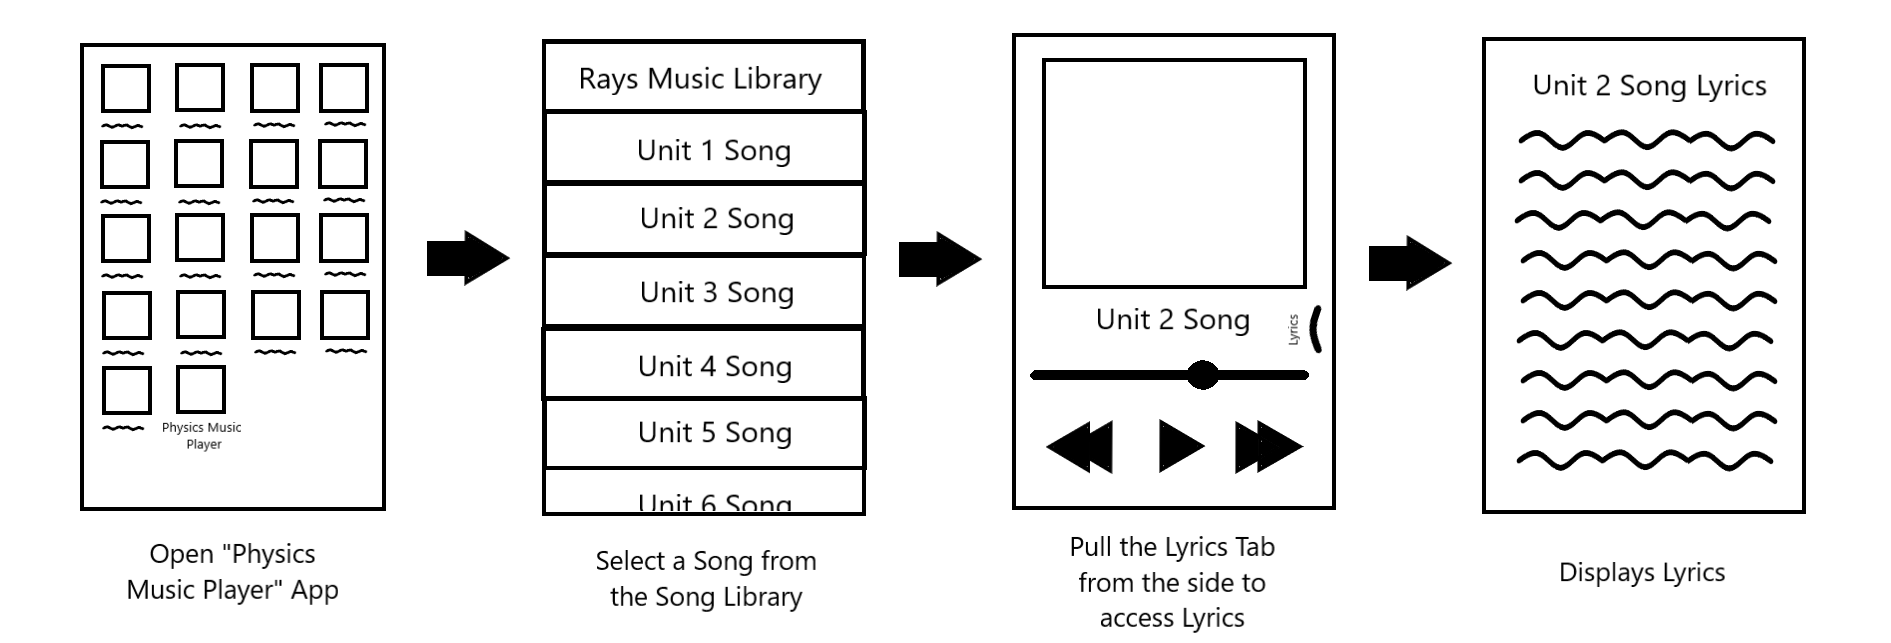 Physics Music
Player
Open "Physics
Music Player" App
Rays Music Library
Unit 1 Song
Unit 2 Song
Unit 3 Song
Unit 4 Song
Unit 5 Song
Unit 6 Song
Select a Song from
the Song Library
Unit 2 Song
Lyrics
Pull the Lyrics Tab
from the side to
access Lyrics
Unit 2 Song Lyrics
Displays Lyrics